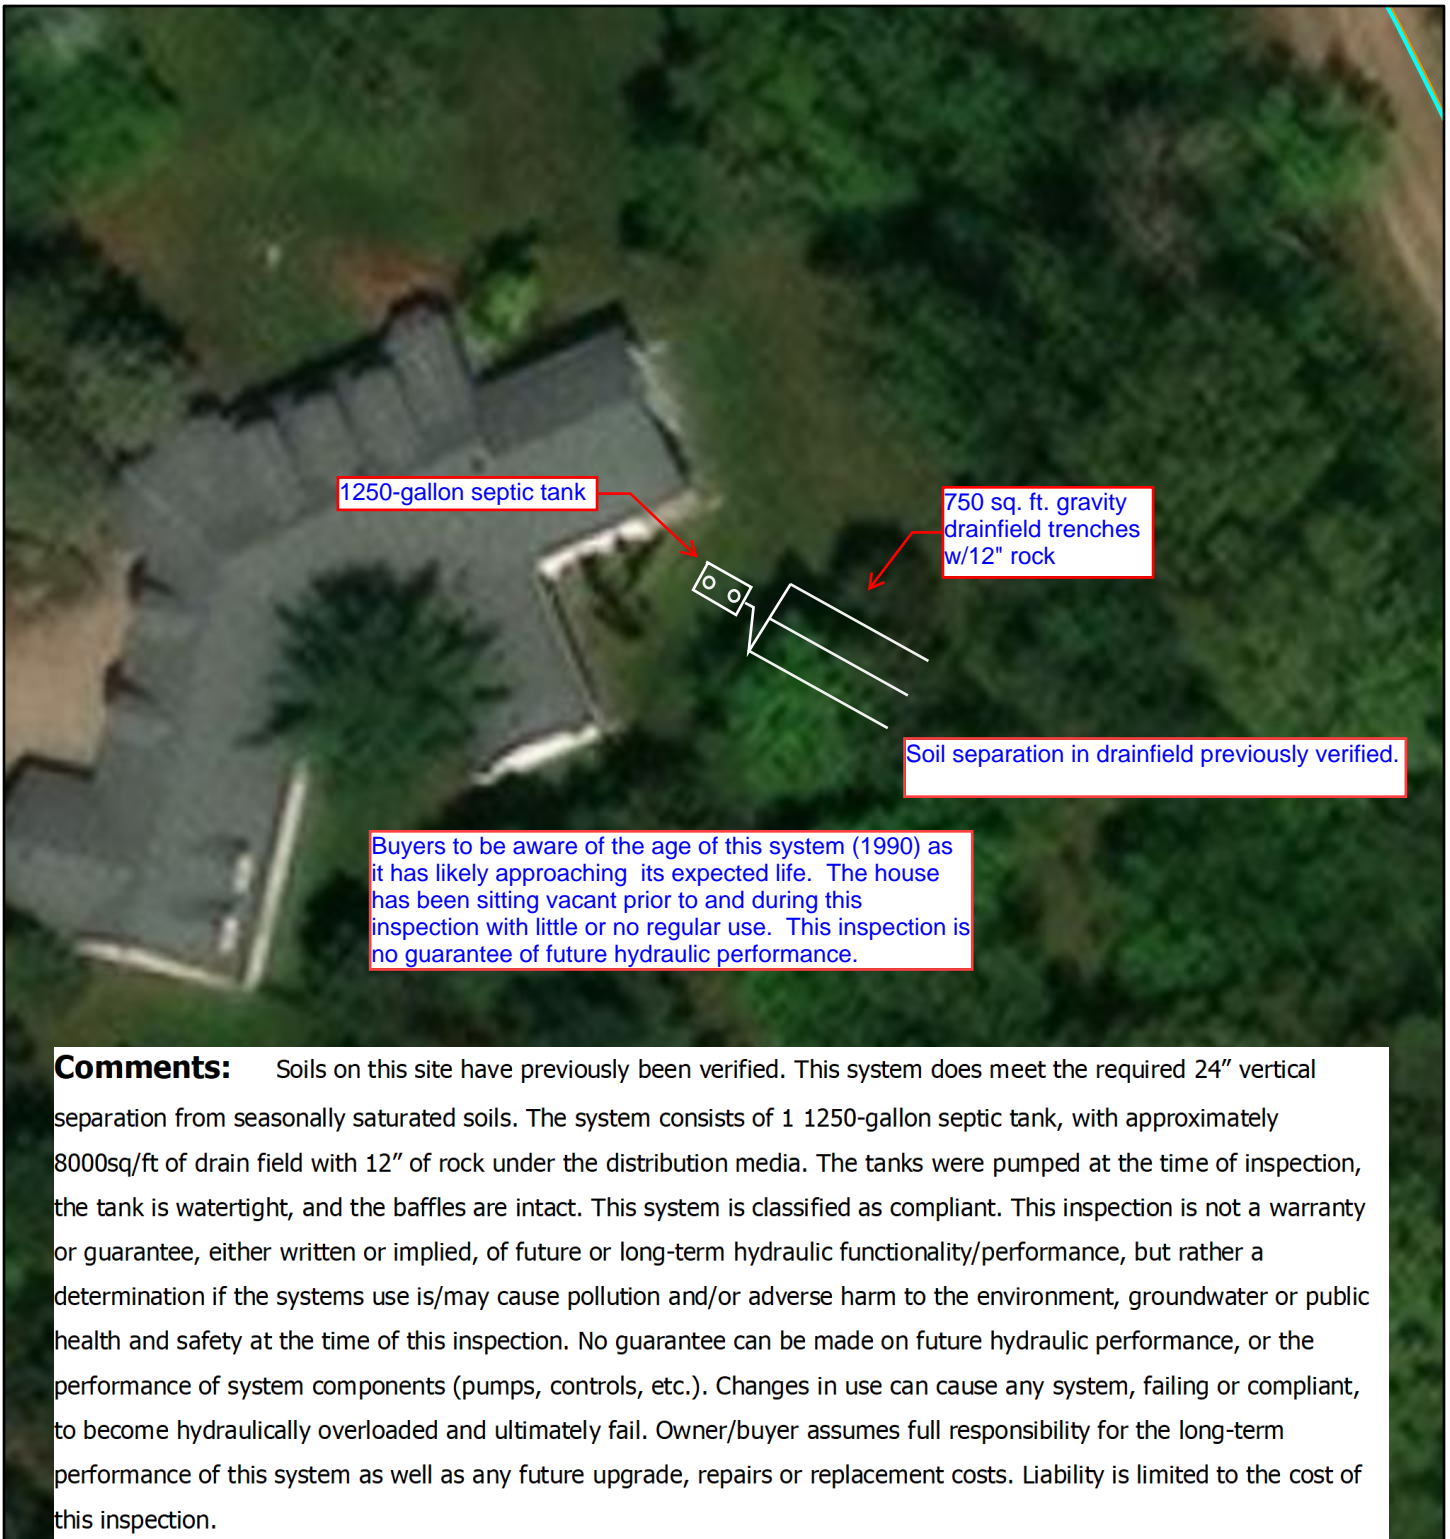 1250-gallon septic tank
750 sq. ft. gravity
drainfield trenches
w/12" rock
Soil separation in drainfield previously verified.
Buyers to be aware of the age of this system (1990) as
it has likely approaching  its expected life.  The house
has been sitting vacant prior to and during this
inspection with little or no regular use.  This inspection is
no guarantee of future hydraulic performance.
Comments: Soils on this site have previously been verified. This system does meet the required 24” vertical
separation from seasonally saturated soils. The system consists of 1 1250-gallon septic tank, with approximately
8000sq/ft of drain field with 12” of rock under the distribution media. The tanks were pumped at the time of inspection,
the tank is watertight, and the baffles are intact. This system is classified as compliant. This inspection is not a warranty
or guarantee, either written or implied, of future or long-term hydraulic functionality/performance, but rather a
determination if the systems use is/may cause pollution and/or adverse harm to the environment, groundwater or public
health and safety at the time of this inspection. No guarantee can be made on future hydraulic performance, or the
performance of system components (pumps, controls, etc.). Changes in use can cause any system, failing or compliant,
to become hydraulically overloaded and ultimately fail. Owner/buyer assumes full responsibility for the long-term
performance of this system as well as any future upgrade, repairs or replacement costs. Liability is limited to the cost of
this inspection.